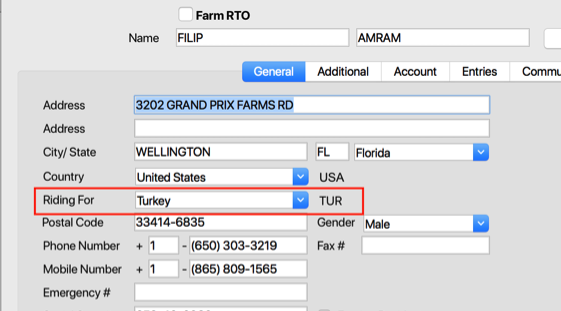 Farm RTO
Name FILIP AMRAM
General Additional Account Entries Commu
Address 3202 GRAND PRIX FARMS RD
Address
City/ State WELLINGTON FL Florida
Country United States USA
Riding For Turkey TUR
Postal Code 33414-6835 Gender Male
Phone Number + 1 - (650) 303-3219 Fax #
Mobile Number + 1 - (865) 809-1565
Emergency #